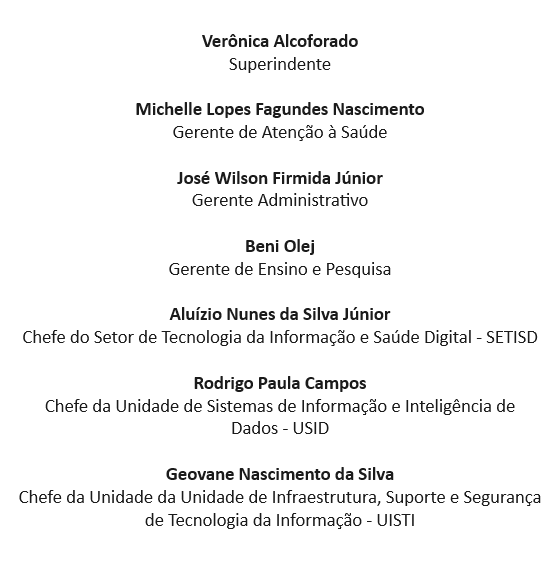 Verônica Alcoforado
Superindente
Michelle Lopes Fagundes Nascimento
Gerente de Atenção à Saúde
José Wilson Firmida Júnior
Gerente Administrativo
Beni Olej
Gerente de Ensino e Pesquisa
Aluízio Nunes da Silva Júnior
Chefe do Setor de Tecnologia da Informação e Saúde Digital - SETISD
Rodrigo Paula Campos
Chefe da Unidade de Sistemas de Informação e Inteligência de
Dados - USID
Geovane Nascimento da Silva
Chefe da Unidade da Unidade de Infraestrutura, Suporte e Segurança
de Tecnologia da Informação - UISTI